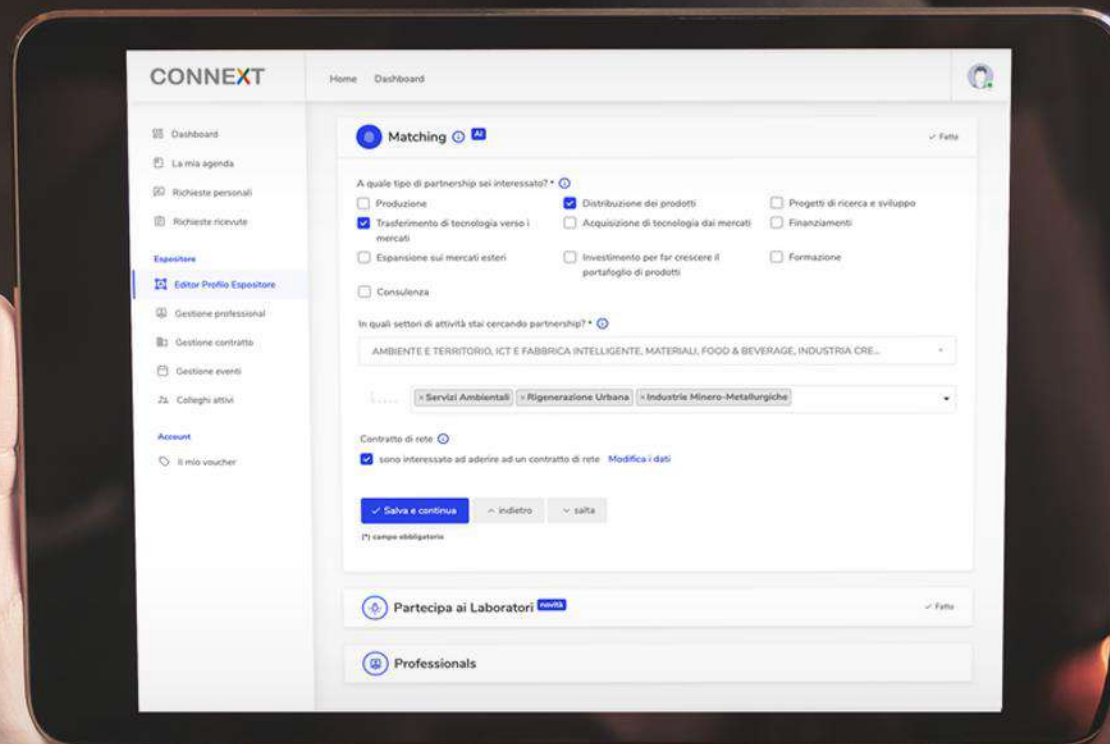 CONNEXT
Home Dashboard
Dashboard
La mia agenda
Richieste personali
Richieste ricevute
Espositore
Editor Profilo Espositore
Gestione professional
Gestione contratto
Gestione eventi
Colleghi attivi
Account
Il mio voucher
Matching AI
Fatto
A quale tipo di partnership sei interessato? *
Produzione
Distribuzione dei prodotti
Progetti di ricerca e sviluppo
Trasferimento di tecnologia verso i
mercati
Acquisizione di tecnologia dai mercati
Finanziamenti
Espansione sui mercati esteri
Investimento per far crescere il
portafoglio di prodotti
Formazione
Consulenza
In quali settori di attività stai cercando partnership? *
AMBIENTE E TERRITORIO, ICT E FABBRICA INTELLIGENTE, MATERIALI, FOOD & BEVERAGE, INDUSTRIA CRE...
× Servizi Ambientali × Rigenerazione Urbana × Industrie Minero-Metallurgiche
Contratto di rete
sono interessato ad aderire ad un contratto di rete Modifica i dati
Salva e continua indietro salta
(*) campo obbligatorio
Partecipa ai Laboratori novità
Fatto
Professionals